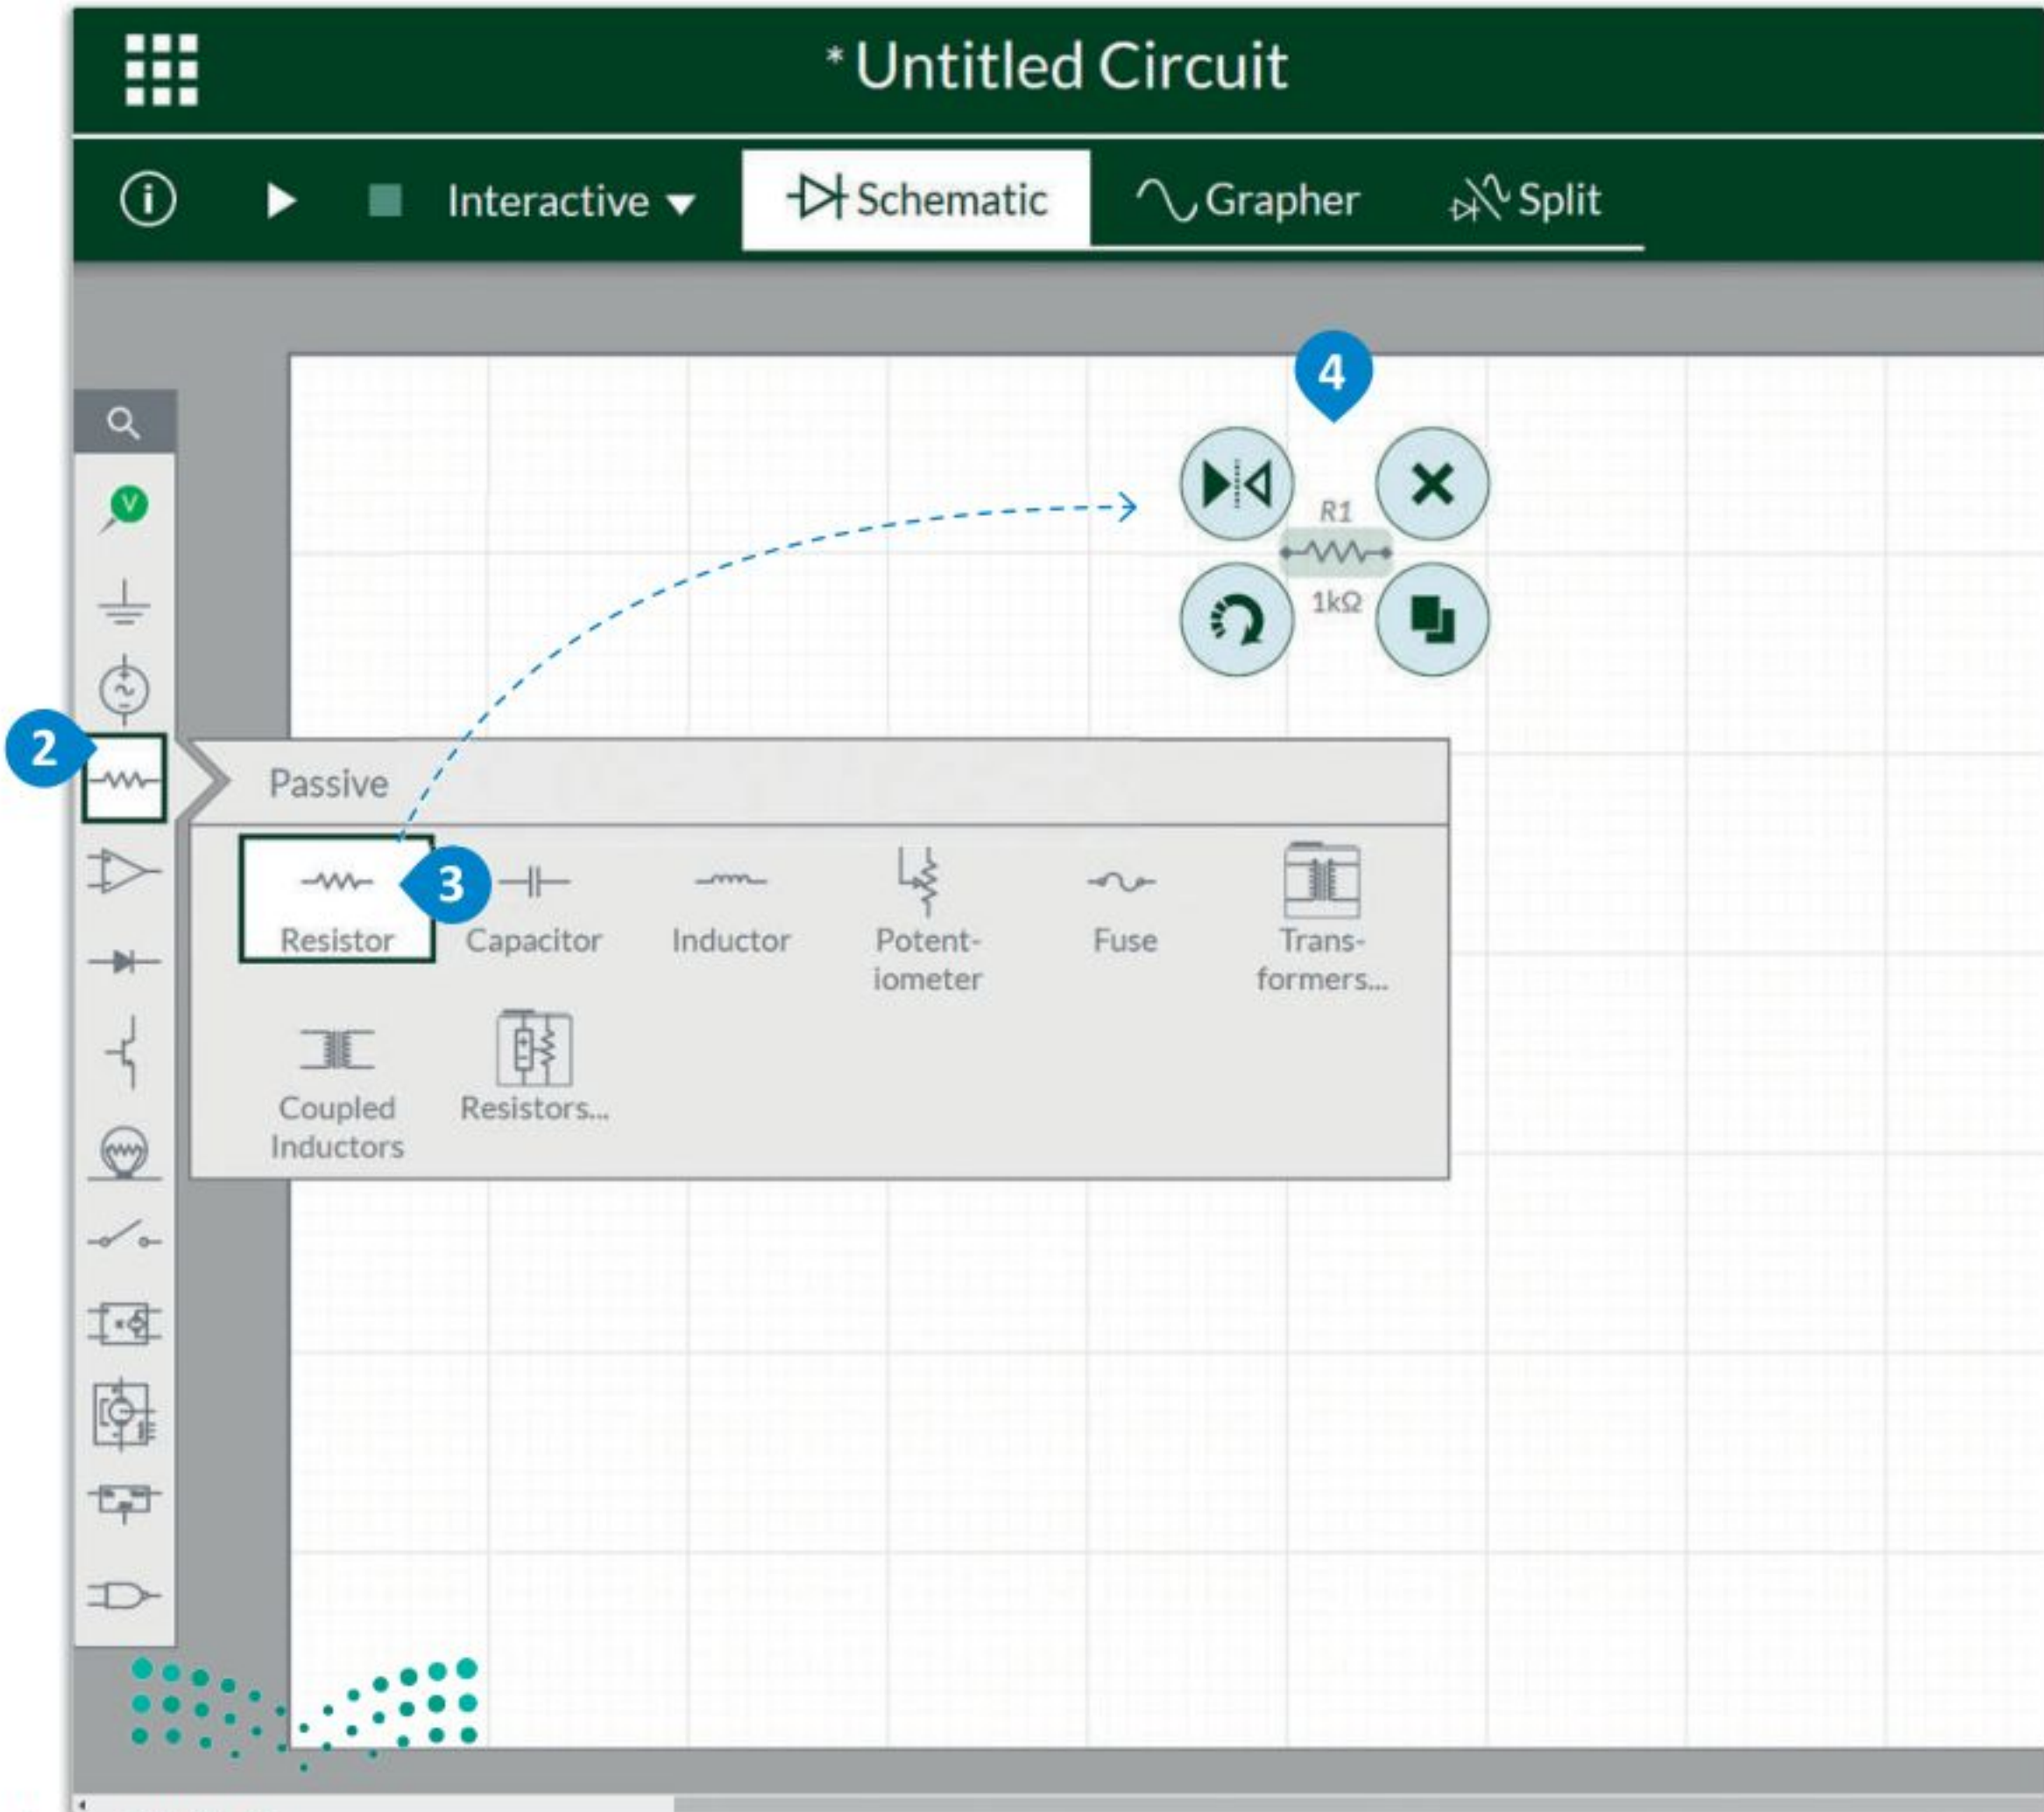 * Untitled Circuit
i
Interactive
Schematic
Grapher
Split
4
V
R1
1kΩ
2
Passive
3
Resistor
Capacitor
Inductor
Potent-
iometer
Fuse
Trans-
formers...
Coupled
Inductors
Resistors...